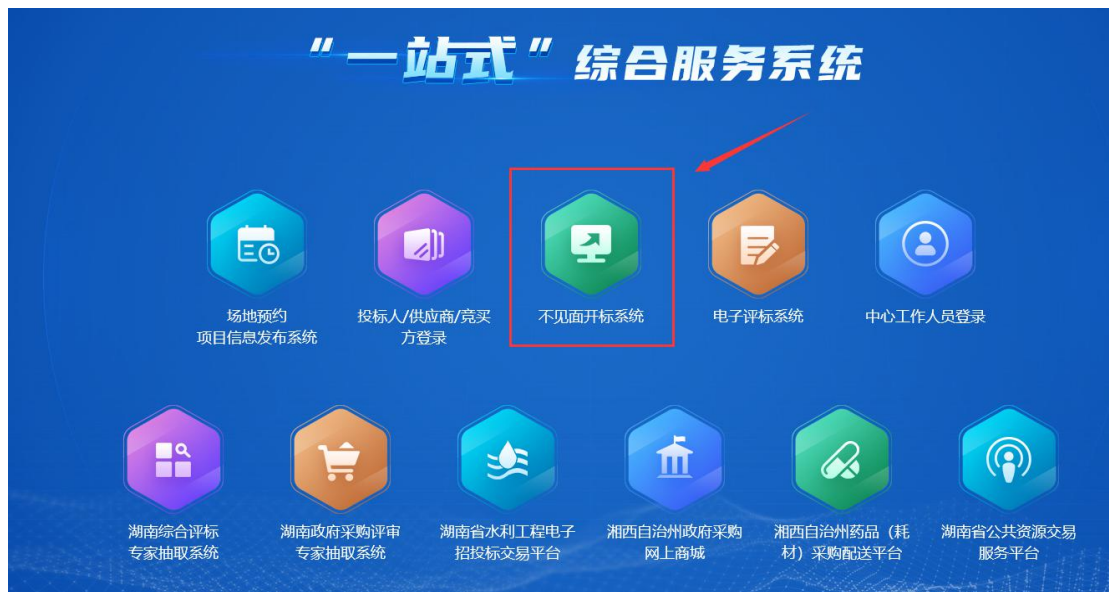 “一站式”综合服务系统
场地预约
项目信息发布系统
投标人/供应商/竞买
方登录
不见面开标系统
电子评标系统
中心工作人员登录
湖南综合评标
专家抽取系统
湖南政府采购评审
专家抽取系统
湖南省水利工程电子
招投标交易平台
湘西自治州政府采购
网上商城
湘西自治州药品（耗
材）采购配送平台
湖南省公共资源交易
服务平台